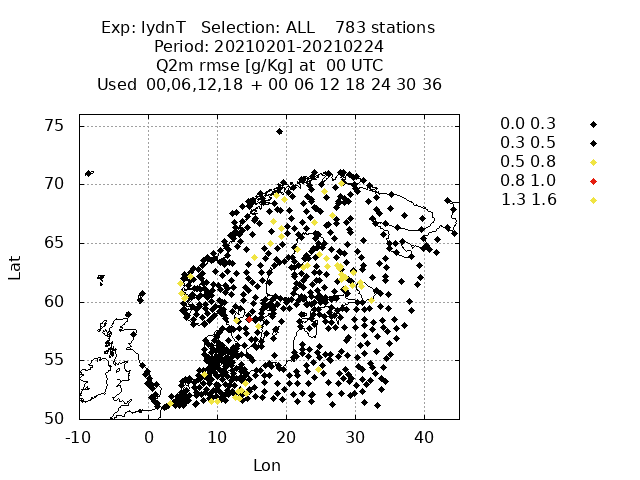 Exp: lydnT   Selection: ALL    783 stations
Period: 20210201-20210224
Q2m rmse [g/Kg] at  00 UTC
Used  00,06,12,18 + 00 06 12 18 24 30 36
75
70
65
60
55
50
-10
0
10
20
30
40
Lat
Lon
0.0 0.3
0.3 0.5
0.5 0.8
0.8 1.0
1.3 1.6